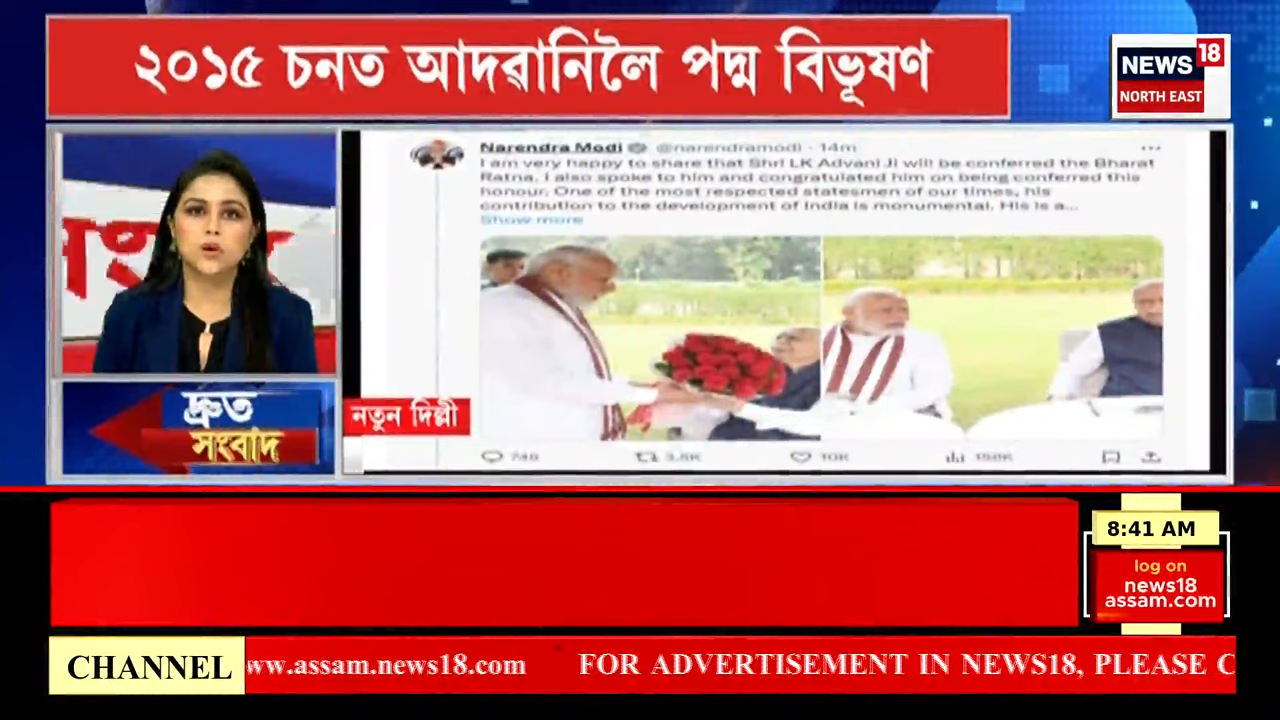 ২০১৫ চনত আদৱানিলৈ পদ্ম বিভূষণ
NEWS 18
NORTH EAST
Narendra Modi @narendramodi · 14m
I am very happy to share that Shri LK Advani Ji will be conferred the Bharat
Ratna. I also spoke to him and congratulated him on being conferred this
honour. One of the most respected statesmen of our times, his
contribution to the development of India is monumental. His is a...
Show more
নতুন দিল্লী
দ্ৰুত
সংবাদ
10K
8:41 AM
log on
news18
assam.com
CHANNEL
ww.assam.news18.com FOR ADVERTISEMENT IN NEWS18, PLEASE C